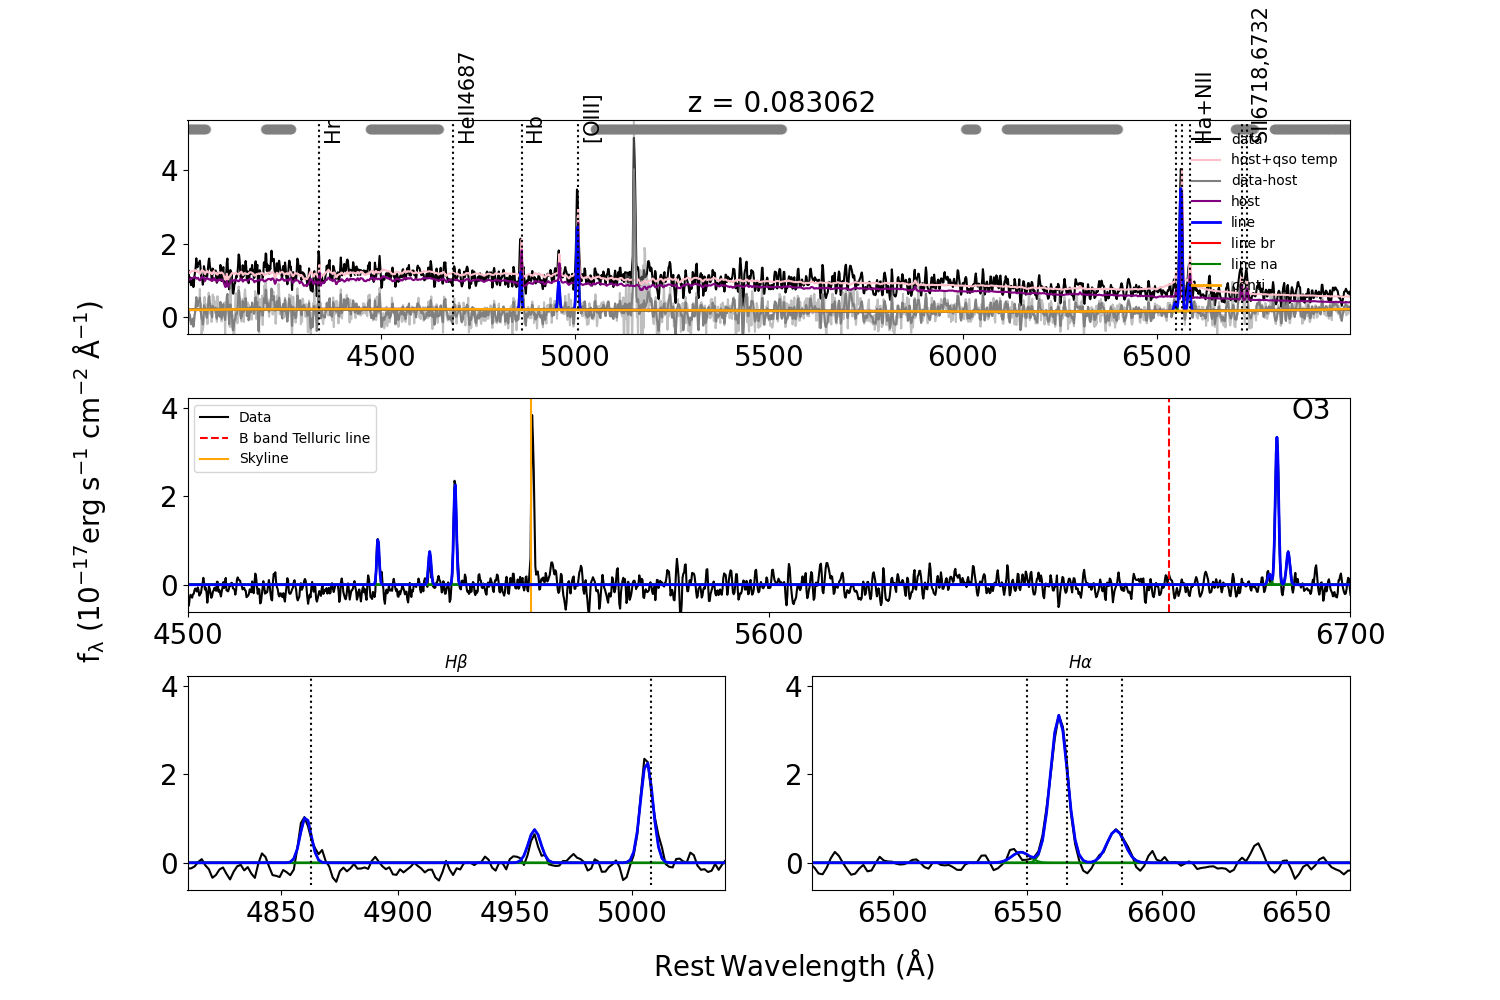 z = 0.083062
Hr
HeII4687
Hb
[OIII]
Ha+NII
SII6718,6732
data
host+qso temp
data-host
host
line
line br
line na
conti
4
2
0
4500 5000 5500 6000 6500
fλ (10⁻¹⁷erg s⁻¹ cm⁻² Å⁻¹)
O3
Data
B band Telluric line
Skyline
4
2
0
4500 5600 6700
Hβ
4
2
0
4850 4900 4950 5000
Hα
4
2
0
6500 6550 6600 6650
Rest Wavelength (Å)